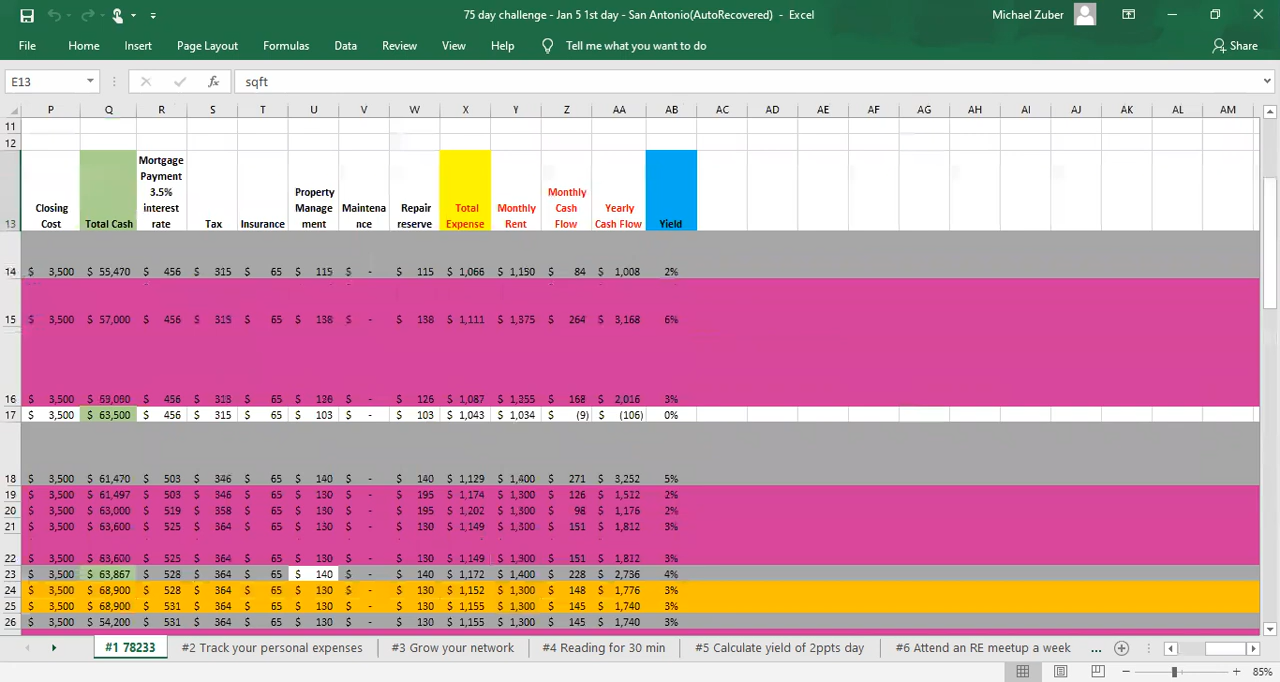 75 day challenge - Jan 5 1st day - San Antonio(AutoRecovered) - Excel
Michael Zuber
File Home Insert Page Layout Formulas Data Review View Help Tell me what you want to do Share
E13 fx sqft
P Q R S T U V W X Y Z AA AB AC AD AE AF AG AH AI AJ AK AL AM
11
12
13 Closing Cost Total Cash Mortgage Payment 3.5% interest rate Tax Insurance Property Manage ment Maintena nce Repair reserve Total Expense Monthly Rent Monthly Cash Flow Yearly Cash Flow Yield
14 $ 3,500 $ 55,470 $ 456 $ 315 $ 65 $ 115 $ - $ 115 $ 1,066 $ 1,150 $ 84 $ 1,008 2%
15 $ 3,500 $ 57,000 $ 456 $ 315 $ 65 $ 138 $ - $ 138 $ 1,111 $ 1,375 $ 264 $ 3,168 6%
16 $ 3,500 $ 456 $ 65 $ - $ 126 $ 1,087 $ 1,355 $ 168 $ 2,016 3%
17 $ 3,500 $ 63,500 $ 456 $ 315 $ 65 $ 103 $ - $ 103 $ 1,043 $ 1,034 $ (9) $ (106) 0%
18 $ 3,500 $ 61,470 $ 503 $ 346 $ 65 $ 140 $ - $ 140 $ 1,129 $ 1,400 $ 271 $ 3,252 5%
19 $ 3,500 $ 61,497 $ 503 $ 346 $ 65 $ 130 $ - $ 195 $ 1,174 $ 1,300 $ 126 $ 1,512 2%
20 $ 3,500 $ 63,000 $ 519 $ 358 $ 65 $ 130 $ - $ 195 $ 1,202 $ 1,300 $ 98 $ 1,176 2%
21 $ 3,500 $ 63,600 $ 525 $ 364 $ 65 $ 130 $ - $ 130 $ 1,149 $ 1,300 $ 151 $ 1,812 3%
22 $ 3,500 $ 63,600 $ 525 $ 364 $ 65 $ 130 $ - $ 130 $ 1,149 $ 1,300 $ 151 $ 1,812 3%
23 $ 3,500 $ 63,867 $ 528 $ 364 $ 65 $ 140 $ - $ 140 $ 1,172 $ 1,400 $ 228 $ 2,736 4%
24 $ 3,500 $ 68,900 $ 528 $ 364 $ 65 $ 130 $ - $ 130 $ 1,152 $ 1,300 $ 148 $ 1,776 3%
25 $ 3,500 $ 68,900 $ 531 $ 364 $ 65 $ 130 $ - $ 130 $ 1,155 $ 1,300 $ 145 $ 1,740 3%
26 $ 3,500 $ 54,200 $ 531 $ 364 $ 65 $ 130 $ - $ 130 $ 1,155 $ 1,300 $ 145 $ 1,740 3%
#1 78233 #2 Track your personal expenses #3 Grow your network #4 Reading for 30 min #5 Calculate yield of 2ppts day #6 Attend an RE meetup a week ...
85%